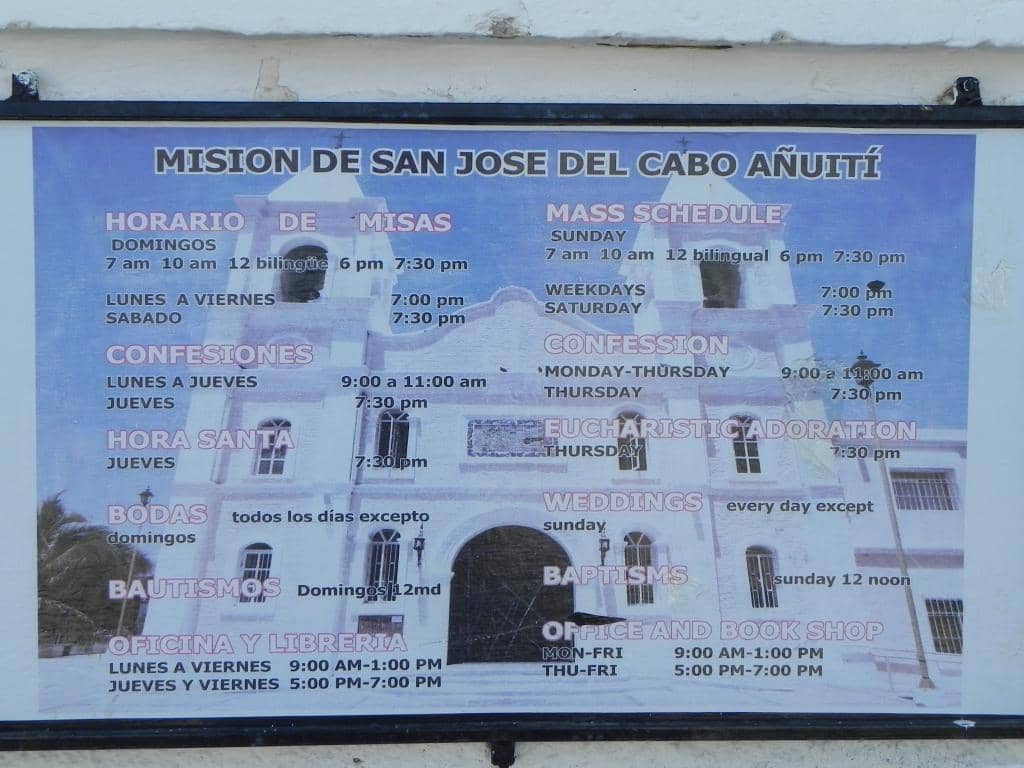 MISION DE SAN JOSE DEL CABO AÑUITÍ
HORARIO DE MISAS
DOMINGOS
7 am 10 am 12 bilingüe 6 pm 7:30 pm
LUNES A VIERNES 7:00 pm
SABADO 7:30 pm
CONFESIONES
LUNES A JUEVES 9:00 a 11:00 am
JUEVES 7:30 pm
HORA SANTA
JUEVES 7:30 pm
BODAS todos los días excepto
domingos
BAUTISMOS Domingos 12md
OFICINA Y LIBRERIA
LUNES A VIERNES 9:00 AM-1:00 PM
JUEVES Y VIERNES 5:00 PM-7:00 PM
MASS SCHEDULE
SUNDAY
7 am 10 am 12 bilingual 6 pm 7:30 pm
WEEKDAYS 7:00 pm
SATURDAY 7:30 pm
CONFESSION
MONDAY-THURSDAY 9:00 a 11:00 am
THURSDAY 7:30 pm
EUCHARISTIC ADORATION
THURSDAY 7:30 pm
WEDDINGS every day except
sunday
BAPTISMS sunday 12 noon
OFFICE AND BOOK SHOP
MON-FRI 9:00 AM-1:00 PM
THU-FRI 5:00 PM-7:00 PM